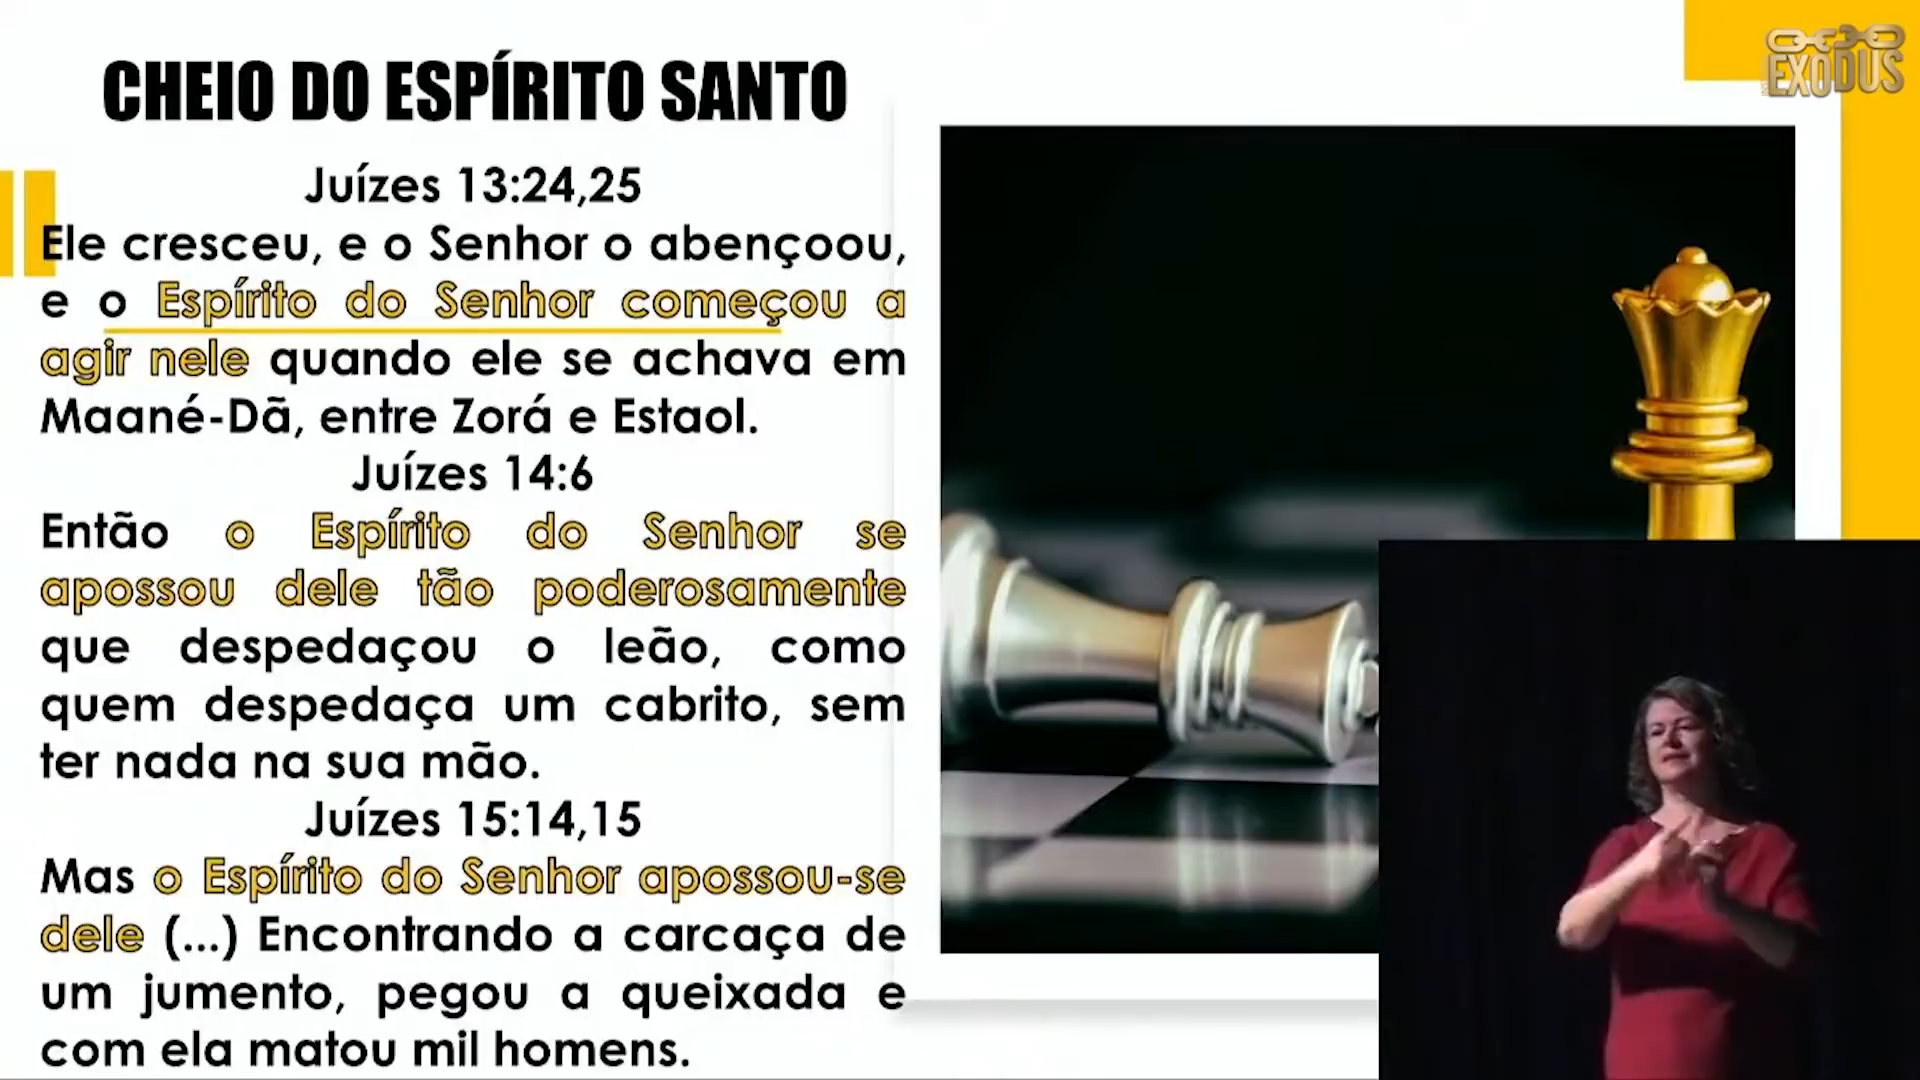 CHEIO DO ESPÍRITO SANTO
Juízes 13:24,25
Ele cresceu, e o Senhor o abençoou,
e o Espírito do Senhor começou a
agir nele quando ele se achava em
Maané-Dã, entre Zorá e Estaol.
Juízes 14:6
Então o Espírito do Senhor se
apossou dele tão poderosamente
que despedaçou o leão, como
quem despedaça um cabrito, sem
ter nada na sua mão.
Juízes 15:14,15
Mas o Espírito do Senhor apossou-se
dele (...) Encontrando a carcaça de
um jumento, pegou a queixada e
com ela matou mil homens.
EXODUS